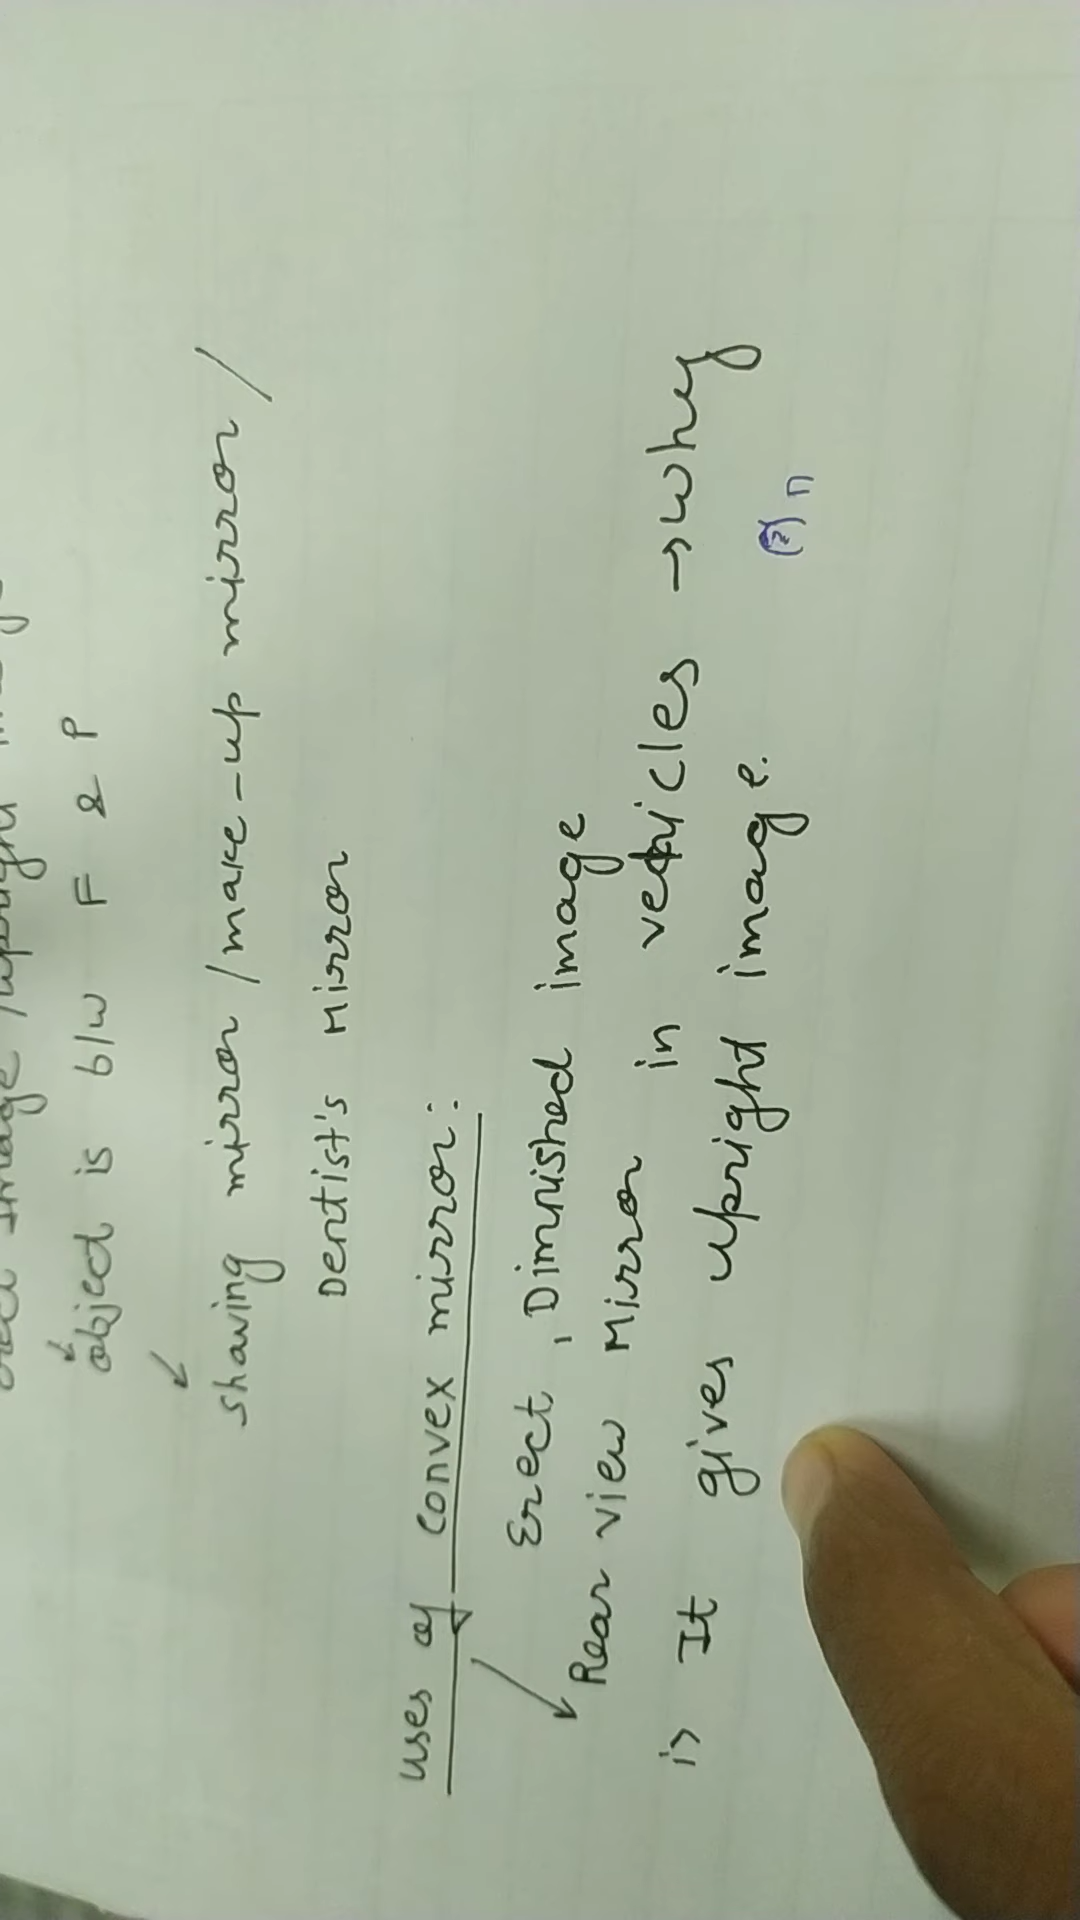 object is b/w F & P
shaving mirror / make-up mirror /
Dentist's Mirror
uses of convex mirror:
Erect, Diminished image
Rear view Mirror in vehicles → why
i> It gives upright image.